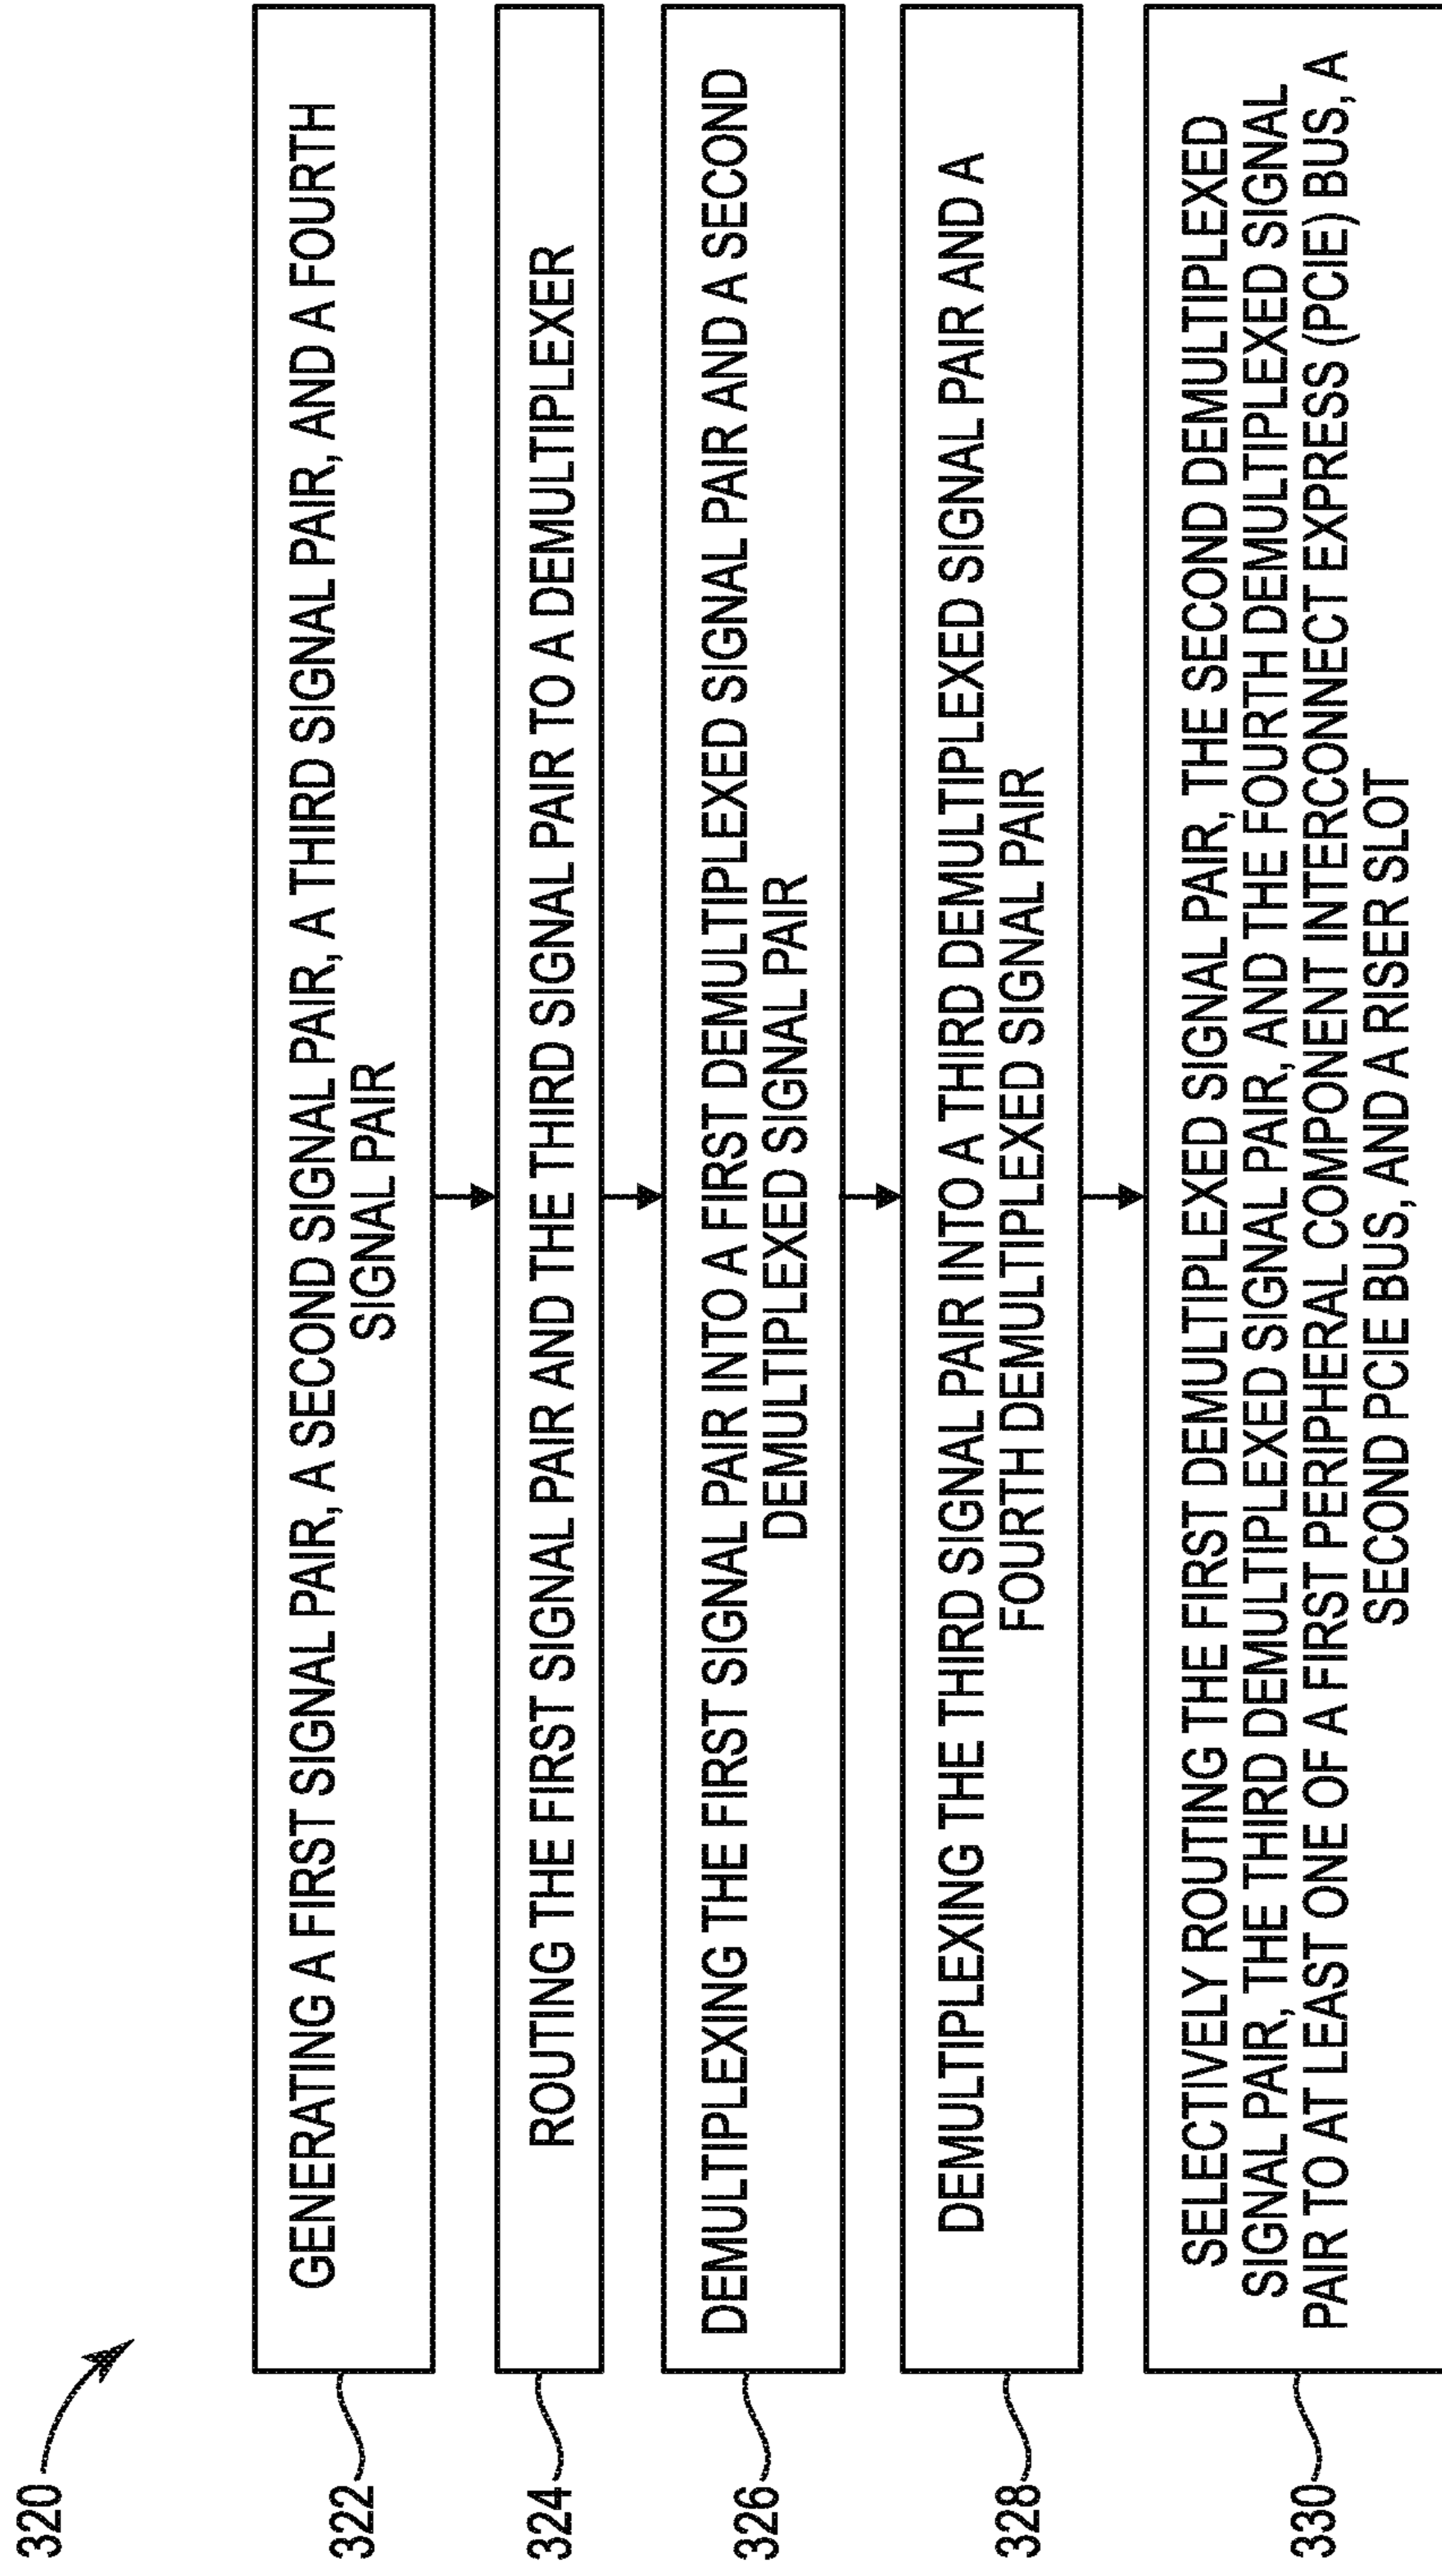 320
322
GENERATING A FIRST SIGNAL PAIR, A SECOND SIGNAL PAIR, A THIRD SIGNAL PAIR, AND A FOURTH
SIGNAL PAIR
324
ROUTING THE FIRST SIGNAL PAIR AND THE THIRD SIGNAL PAIR TO A DEMULTIPLEXER
326
DEMULTIPLEXING THE FIRST SIGNAL PAIR INTO A FIRST DEMULTIPLEXED SIGNAL PAIR AND A SECOND
DEMULTIPLEXED SIGNAL PAIR
328
DEMULTIPLEXING THE THIRD SIGNAL PAIR INTO A THIRD DEMULTIPLEXED SIGNAL PAIR AND A
FOURTH DEMULTIPLEXED SIGNAL PAIR
330
SELECTIVELY ROUTING THE FIRST DEMULTIPLEXED SIGNAL PAIR, THE SECOND DEMULTIPLEXED
SIGNAL PAIR, THE THIRD DEMULTIPLEXED SIGNAL PAIR, AND THE FOURTH DEMULTIPLEXED SIGNAL
PAIR TO AT LEAST ONE OF A FIRST PERIPHERAL COMPONENT INTERCONNECT EXPRESS (PCIE) BUS, A
SECOND PCIE BUS, AND A RISER SLOT